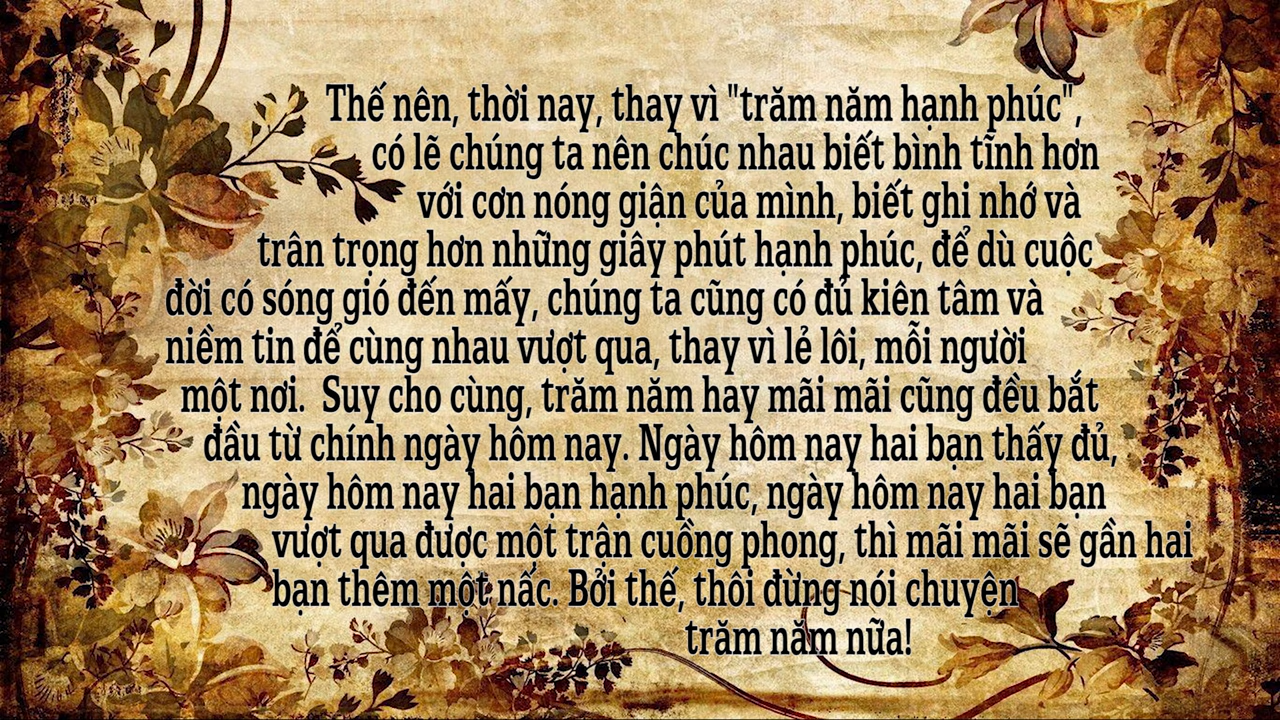 Thế nên, thời nay, thay vì "trăm năm hạnh phúc",
có lẽ chúng ta nên chúc nhau biết bình tĩnh hơn
với cơn nóng giận của mình, biết ghi nhớ và
trân trọng hơn những giây phút hạnh phúc, để dù cuộc
đời có sóng gió đến mấy, chúng ta cũng có đủ kiên tâm và
niềm tin để cùng nhau vượt qua, thay vì lẻ lôi, mỗi người
một nơi. Suy cho cùng, trăm năm hay mãi mãi cũng đều bắt
đầu từ chính ngày hôm nay. Ngày hôm nay hai bạn thấy đủ,
ngày hôm nay hai bạn hạnh phúc, ngày hôm nay hai bạn
vượt qua được một trận cuồng phong, thì mãi mãi sẽ gần hai
bạn thêm một nấc. Bởi thế, thôi đừng nói chuyện
trăm năm nữa!